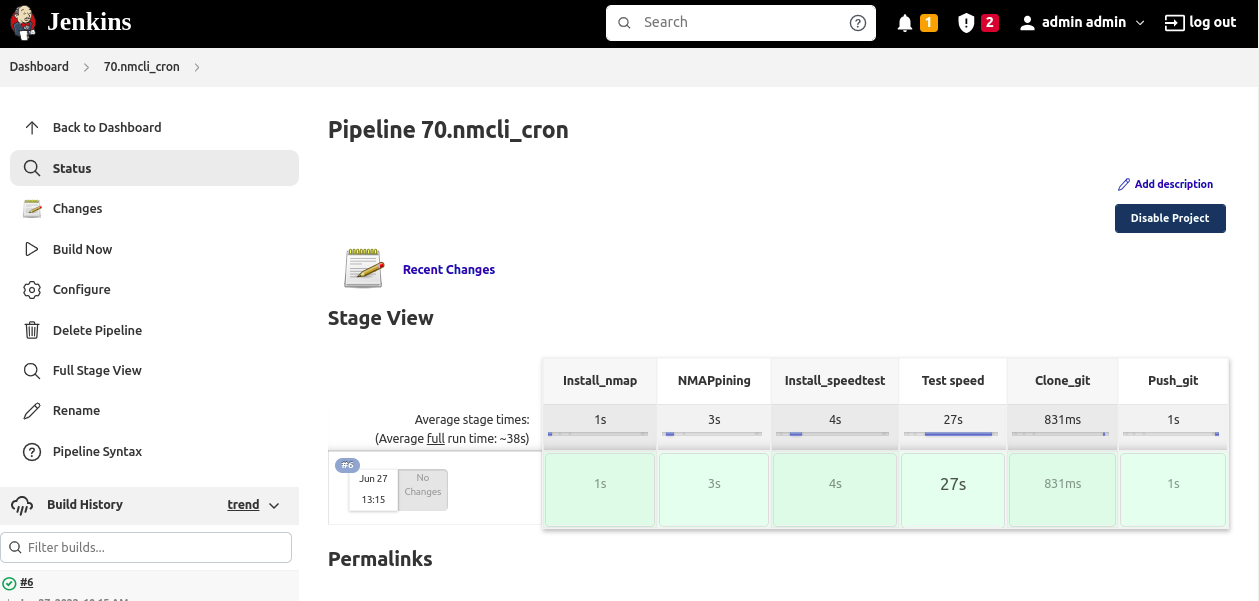 Jenkins
Search
1
2
admin admin
log out
Dashboard
70.nmcli_cron
Back to Dashboard
Status
Changes
Build Now
Configure
Delete Pipeline
Full Stage View
Rename
Pipeline Syntax
Build History
trend
Filter builds...
#6
Pipeline 70.nmcli_cron
Add description
Disable Project
Recent Changes
Stage View
Install_nmap NMAPpining Install_speedtest Test speed Clone_git Push_git
Average stage times: 1s 3s 4s 27s 831ms 1s
(Average full run time: ~38s)
#6
Jun 27
13:15
No
Changes
1s 3s 4s 27s 831ms 1s
Permalinks